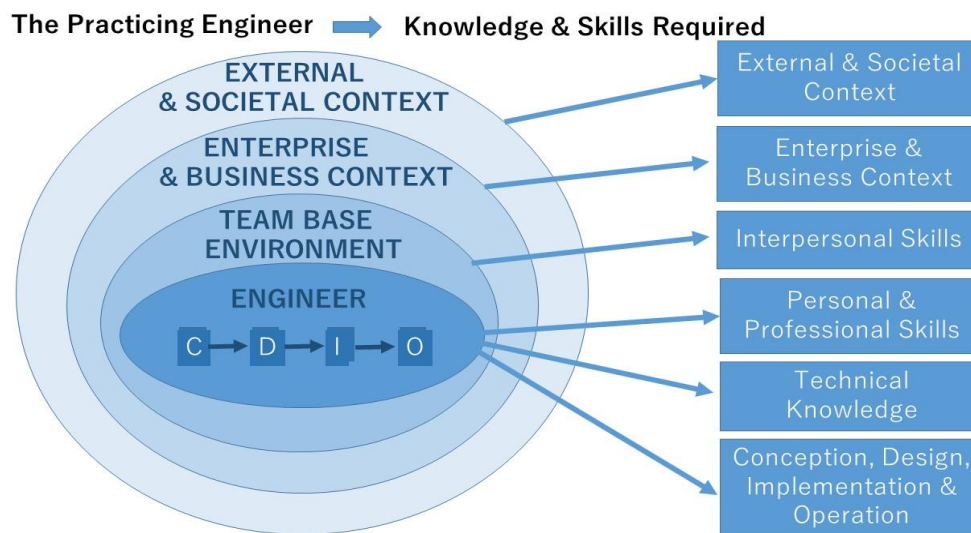 The Practicing Engineer Knowledge & Skills Required
EXTERNAL
& SOCIETAL CONTEXT
ENTERPRISE
& BUSINESS CONTEXT
TEAM BASE
ENVIRONMENT
ENGINEER
C D I O
External & Societal
Context
Enterprise &
Business Context
Interpersonal Skills
Personal &
Professional Skills
Technical
Knowledge
Conception, Design,
Implementation &
Operation